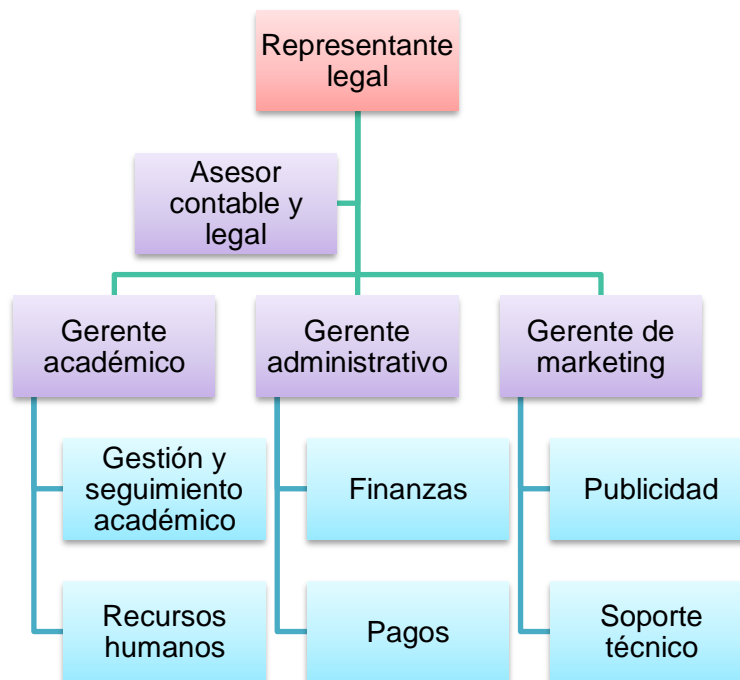 Representante
legal
Asesor
contable y
legal
Gerente
académico
Gerente
administrativo
Gerente de
marketing
Gestión y
seguimiento
académico
Finanzas
Publicidad
Recursos
humanos
Pagos
Soporte
técnico